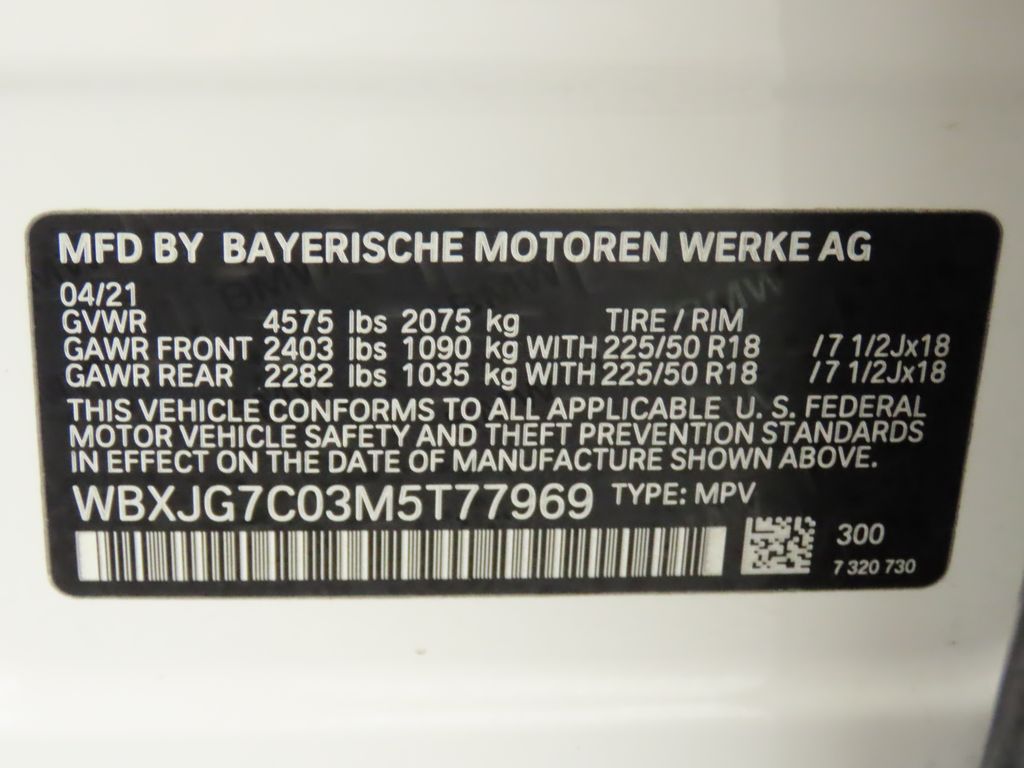 MFD BY BAYERISCHE MOTOREN WERKE AG
04/21
GVWR 4575 lbs 2075 kg TIRE / RIM
GAWR FRONT 2403 lbs 1090 kg WITH 225/50 R18 /7 1/2Jx18
GAWR REAR 2282 lbs 1035 kg WITH 225/50 R18 /7 1/2Jx18
THIS VEHICLE CONFORMS TO ALL APPLICABLE U. S. FEDERAL
MOTOR VEHICLE SAFETY AND THEFT PREVENTION STANDARDS
IN EFFECT ON THE DATE OF MANUFACTURE SHOWN ABOVE.
WBXJG7C03M5T77969 TYPE: MPV
300
7 320 730